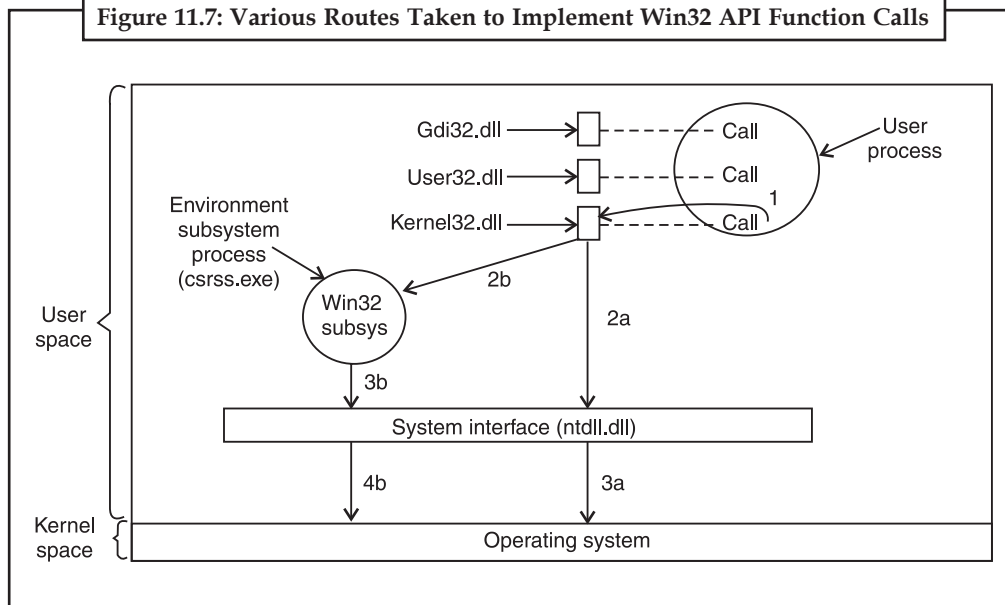 Figure 11.7: Various Routes Taken to Implement Win32 API Function Calls
Gdi32.dll
Call
User
process
User32.dll
Call
1
Kernel32.dll
Call
Environment
subsystem
process
(csrss.exe)
2b
Win32
subsys
2a
User
space
3b
System interface (ntdll.dll)
4b
3a
Kernel
space
Operating system